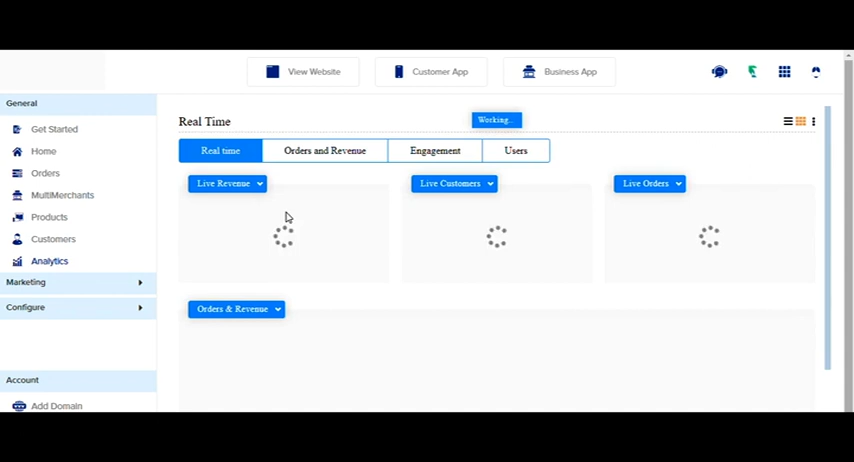 View Website
Customer App
Business App
General
Get Started
Home
Orders
MultiMerchants
Products
Customers
Analytics
Marketing
Configure
Account
Add Domain
Real Time
Working...
Real time
Orders and Revenue
Engagement
Users
Live Revenue
Live Customers
Live Orders
Orders & Revenue